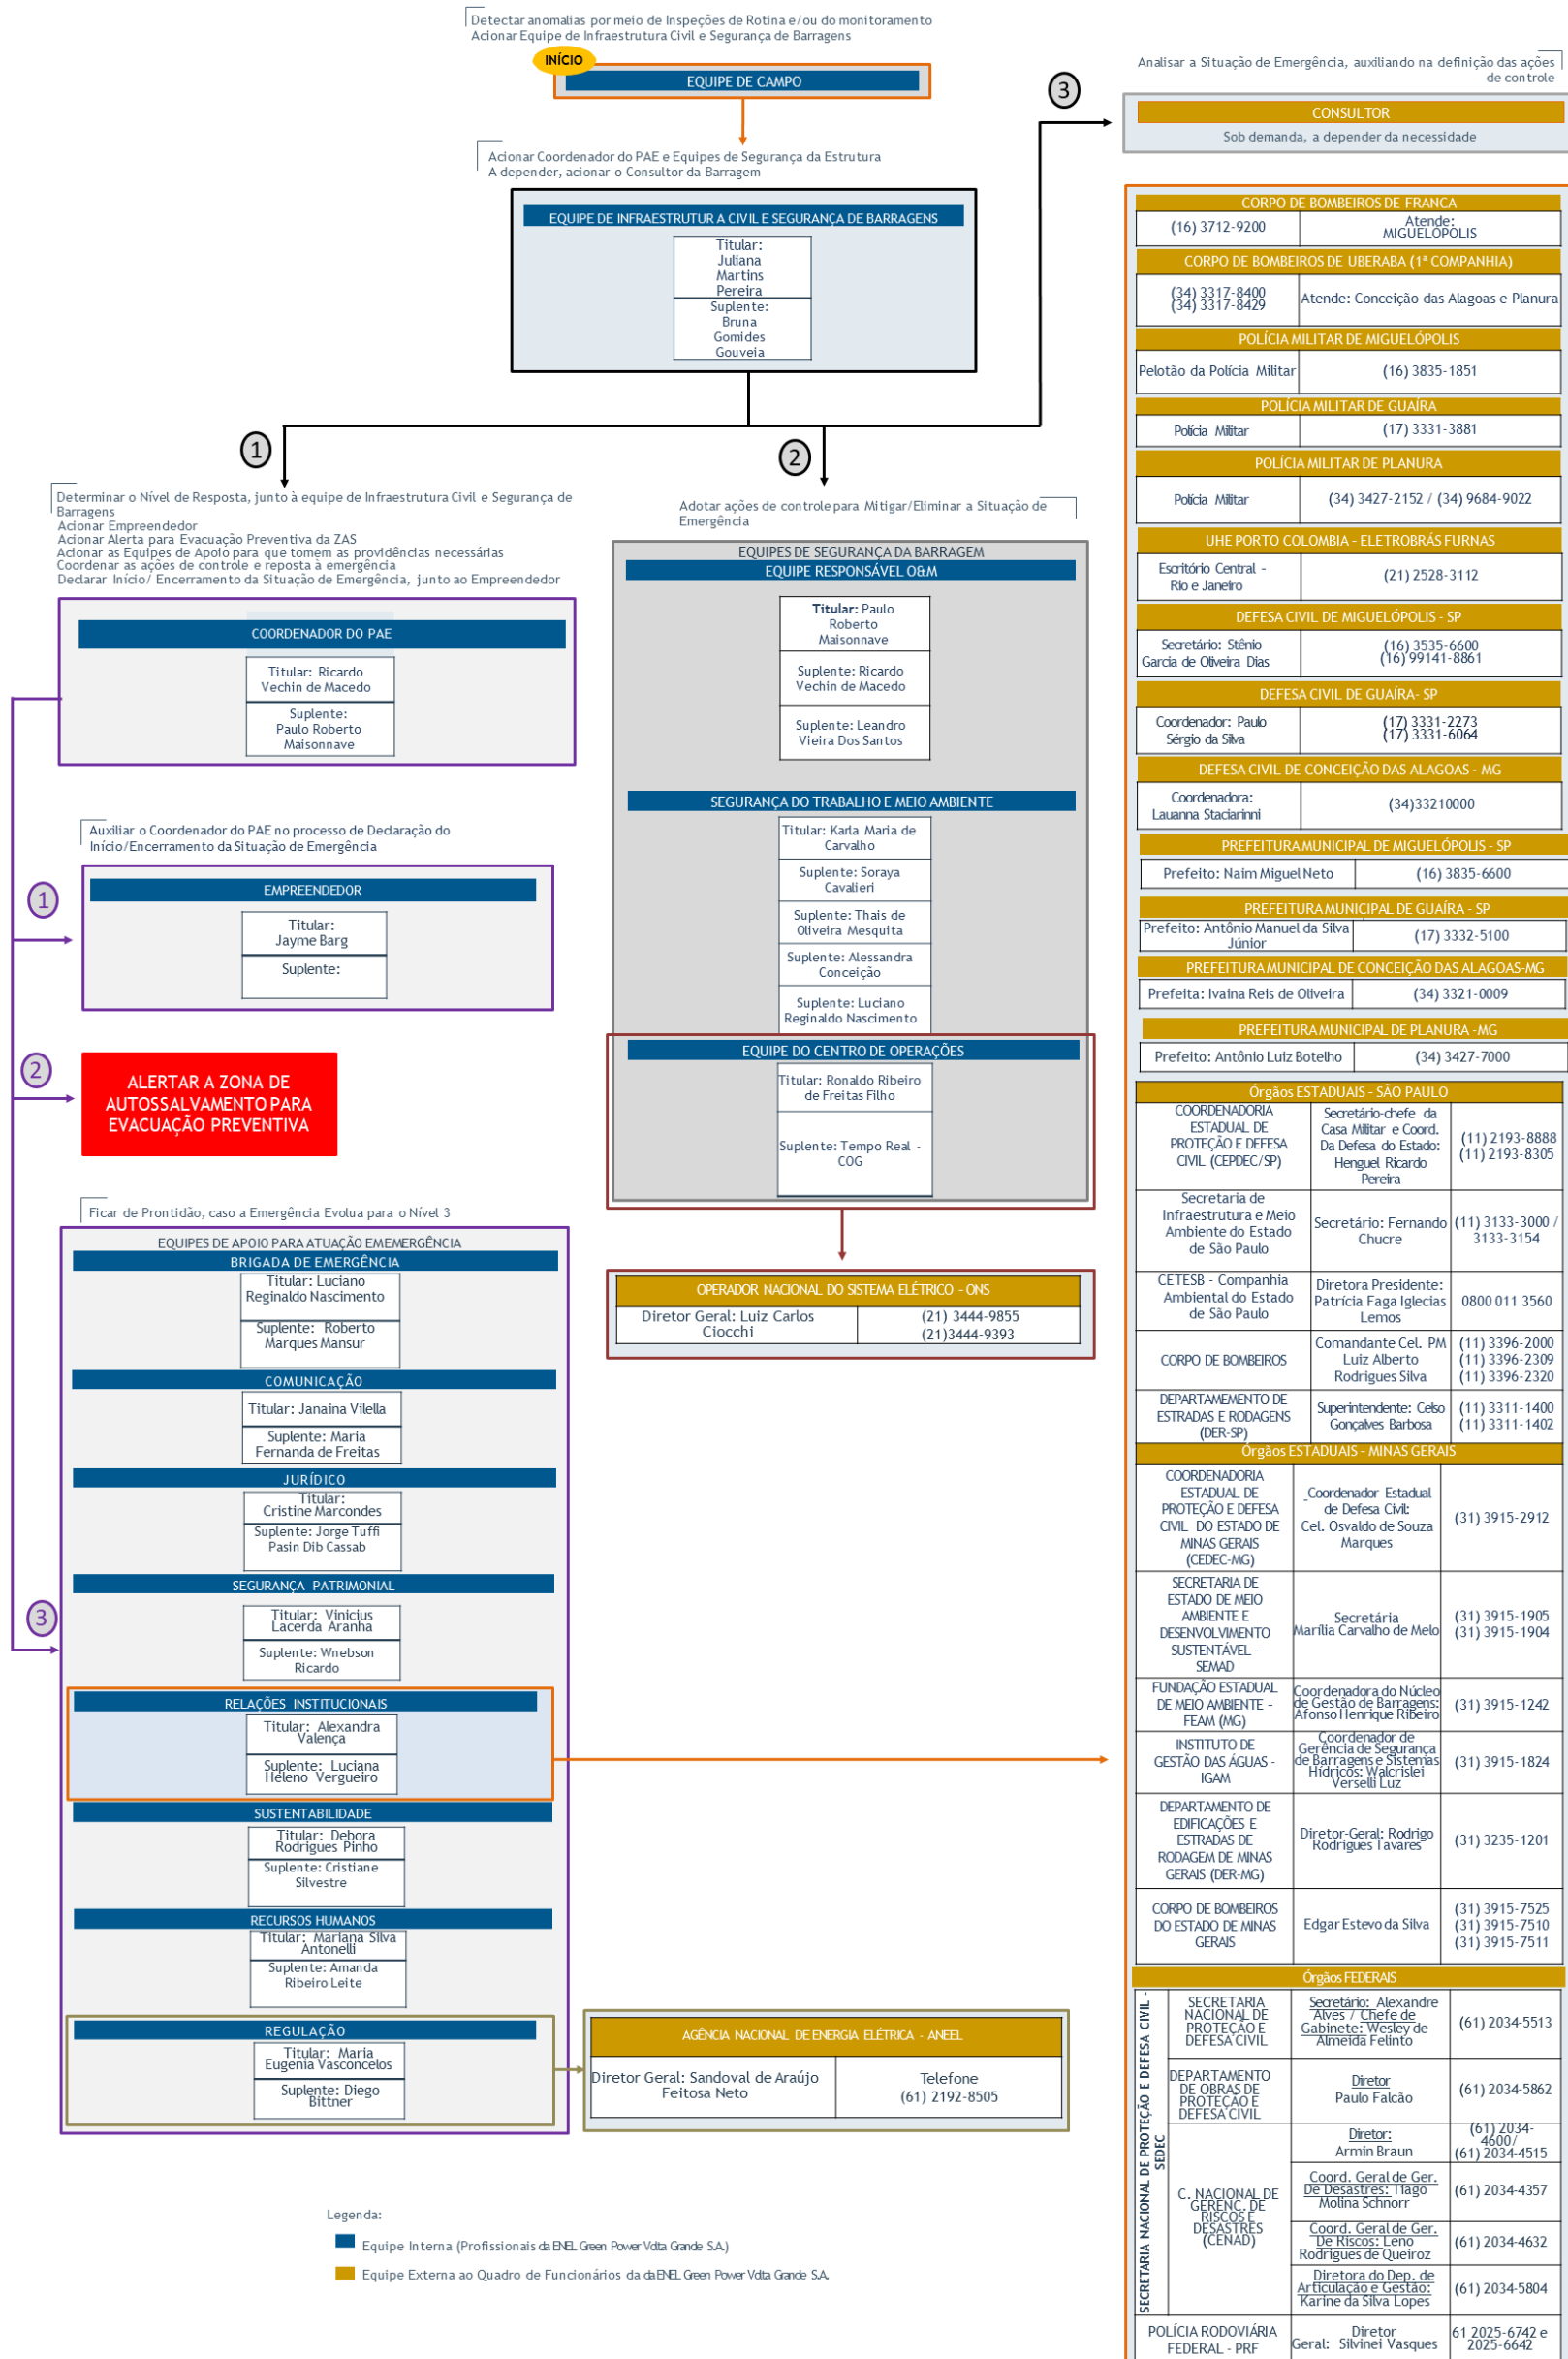 Detectar anomalias por meio de Inspeções de Rotina e/ou do monitoramento
Acionar Equipe de Infraestrutura Civil e Segurança de Barragens
INÍCIO
EQUIPE DE CAMPO
Acionar Coordenador do PAE e Equipes de Segurança da Estrutura
A depender, acionar o Consultor da Barragem
EQUIPE DE INFRAESTRUTUR A CIVIL E SEGURANÇA DE BARRAGENS
Titular:
Juliana
Martins
Pereira
Suplente:
Bruna
Gomides
Gouveia
1
2
3
Determinar o Nível de Resposta, junto à equipe de Infraestrutura Civil e Segurança de
Barragens
Acionar Empreendedor
Acionar Alerta para Evacuação Preventiva da ZAS
Acionar as Equipes de Apoio para que tomem as providências necessárias
Coordenar as ações de controle e reposta à emergência
Declarar Início/ Encerramento da Situação de Emergência, junto ao Empreendedor
COORDENADOR DO PAE
Titular: Ricardo
Vechin de Macedo
Suplente:
Paulo Roberto
Maisonnave
Auxiliar o Coordenador do PAE no processo de Declaração do
Início/Encerramento da Situação de Emergência
1
EMPREENDEDOR
Titular:
Jayme Barg
Suplente:
2
ALERTAR A ZONA DE
AUTOSSALVAMENTO PARA
EVACUAÇÃO PREVENTIVA
Ficar de Prontidão, caso a Emergência Evolua para o Nível 3
3
EQUIPES DE APOIO PARA ATUAÇÃO EMEMERGÊNCIA
BRIGADA DE EMERGÊNCIA
Titular: Luciano
Reginaldo Nascimento
Suplente: Roberto
Marques Mansur
COMUNICAÇÃO
Titular: Janaina Vilella
Suplente: Maria
Fernanda de Freitas
JURÍDICO
Titular:
Cristine Marcondes
Suplente: Jorge Tuffi
Pasin Dib Cassab
SEGURANÇA PATRIMONIAL
Titular: Vinicius
Lacerda Aranha
Suplente: Wnebson
Ricardo
RELAÇÕES INSTITUCIONAIS
Titular: Alexandra
Valença
Suplente: Luciana
Heleno Vergueiro
SUSTENTABILIDADE
Titular: Debora
Rodrigues Pinho
Suplente: Cristiane
Silvestre
RECURSOS HUMANOS
Titular: Mariana Silva
Antonelli
Suplente: Amanda
Ribeiro Leite
REGULAÇÃO
Titular: Maria
Eugenia Vasconcelos
Suplente: Diego
Bittner
Adotar ações de controle para Mitigar/Eliminar a Situação de
Emergência
EQUIPES DE SEGURANÇA DA BARRAGEM
EQUIPE RESPONSÁVEL O&M
Titular: Paulo
Roberto
Maisonnave
Suplente: Ricardo
Vechin de Macedo
Suplente: Leandro
Vieira Dos Santos
SEGURANÇA DO TRABALHO E MEIO AMBIENTE
Titular: Karla Maria de
Carvalho
Suplente: Soraya
Cavalieri
Suplente: Thais de
Oliveira Mesquita
Suplente: Alessandra
Conceição
Suplente: Luciano
Reginaldo Nascimento
EQUIPE DO CENTRO DE OPERAÇÕES
Titular: Ronaldo Ribeiro
de Freitas Filho
Suplente: Tempo Real -
COG
OPERADOR NACIONAL DO SISTEMA ELÉTRICO – ONS
Diretor Geral: Luiz Carlos
Ciocchi
(21) 3444-9855
(21)3444-9393
AGÊNCIA NACIONAL DE ENERGIA ELÉTRICA - ANEEL
Diretor Geral: Sandoval de Araújo
Feitosa Neto
Telefone
(61) 2192-8505
Legenda:
Equipe Interna (Profissionais da ENEL Green Power Volta Grande S.A.)
Equipe Externa ao Quadro de Funcionários da da ENEL Green Power Volta Grande S.A.
Analisar a Situação de Emergência, auxiliando na definição das ações
de controle
CONSULTOR
Sob demanda, a depender da necessidade
CORPO DE BOMBEIROS DE FRANCA
(16) 3712-9200
Atende:
MIGUELÓPOLIS
CORPO DE BOMBEIROS DE UBERABA (1ª COMPANHIA)
(34) 3317-8400
(34) 3317-8429
Atende: Conceição das Alagoas e Planura
POLÍCIA MILITAR DE MIGUELÓPOLIS
Pelotão da Polícia Militar
(16) 3835-1851
POLÍCIA MILITAR DE GUAÍRA
Polícia Militar
(17) 3331-3881
POLÍCIA MILITAR DE PLANURA
Polícia Militar
(34) 3427-2152 / (34) 9684-9022
UHE PORTO COLOMBIA – ELETROBRÁS FURNAS
Escritório Central –
Rio e Janeiro
(21) 2528-3112
DEFESA CIVIL DE MIGUELÓPOLIS - SP
Secretário: Stênio
Garcia de Oliveira Dias
(16) 3535-6600
(16) 99141-8861
DEFESA CIVIL DE GUAÍRA- SP
Coordenador: Paulo
Sérgio da Silva
(17) 3331-2273
(17) 3331-6064
DEFESA CIVIL DE CONCEIÇÃO DAS ALAGOAS - MG
Coordenadora:
Lauanna Staciarinni
(34)33210000
PREFEITURA MUNICIPAL DE MIGUELÓPOLIS - SP
Prefeito: Naim Miguel Neto
(16) 3835-6600
PREFEITURA MUNICIPAL DE GUAÍRA - SP
Prefeito: Antônio Manuel da Silva
Júnior
(17) 3332-5100
PREFEITURA MUNICIPAL DE CONCEIÇÃO DAS ALAGOAS-MG
Prefeita: Ivaina Reis de Oliveira
(34) 3321-0009
PREFEITURA MUNICIPAL DE PLANURA -MG
Prefeito: Antônio Luiz Botelho
(34) 3427-7000
Órgãos ESTADUAIS – SÃO PAULO
COORDENADORIA
ESTADUAL DE
PROTEÇÃO E DEFESA
CIVIL (CEPDEC/SP)
Secretário-chefe da
Casa Militar e Coord.
Da Defesa do Estado:
Henguel Ricardo
Pereira
(11) 2193-8888
(11) 2193-8305
Secretaria de
Infraestrutura e Meio
Ambiente do Estado
de São Paulo
Secretário: Fernando
Chucre
(11) 3133-3000 /
3133-3154
CETESB - Companhia
Ambiental do Estado
de São Paulo
Diretora Presidente:
Patrícia Faga Iglecias
Lemos
0800 011 3560
CORPO DE BOMBEIROS
Comandante Cel. PM
Luiz Alberto
Rodrigues Silva
(11) 3396-2000
(11) 3396-2309
(11) 3396-2320
DEPARTAMEMENTO DE
ESTRADAS E RODAGENS
(DER-SP)
Superintendente: Celso
Gonçalves Barbosa
(11) 3311-1400
(11) 3311-1402
Órgãos ESTADUAIS – MINAS GERAIS
COORDENADORIA
ESTADUAL DE
PROTEÇÃO E DEFESA
CIVIL DO ESTADO DE
MINAS GERAIS
(CEDEC-MG)
Coordenador Estadual
de Defesa Civil:
Cel. Osvaldo de Souza
Marques
(31) 3915-2912
SECRETARIA DE
ESTADO DE MEIO
AMBIENTE E
DESENVOLVIMENTO
SUSTENTÁVEL -
SEMAD
Secretária
Marília Carvalho de Melo
(31) 3915-1905
(31) 3915-1904
FUNDAÇÃO ESTADUAL
DE MEIO AMBIENTE –
FEAM (MG)
Coordenadora do Núcleo
de Gestão de Barragens:
Afonso Henrique Ribeiro
(31) 3915-1242
INSTITUTO DE
GESTÃO DAS ÁGUAS -
IGAM
Coordenador de
Gerência de Segurança
de Barragens e Sistemas
Hídricos: Walcrislei
Verselli Luz
(31) 3915-1824
DEPARTAMENTO DE
EDIFICAÇÕES E
ESTRADAS DE
RODAGEM DE MINAS
GERAIS (DER-MG)
Diretor-Geral: Rodrigo
Rodrigues Tavares
(31) 3235-1201
CORPO DE BOMBEIROS
DO ESTADO DE MINAS
GERAIS
Edgar Estevo da Silva
(31) 3915-7525
(31) 3915-7510
(31) 3915-7511
Órgãos FEDERAIS
SECRETARIA NACIONAL DE PROTEÇÃO E DEFESA CIVIL -
SEDEC
SECRETARIA
NACIONAL DE
PROTEÇÃO E
DEFESA CIVIL
Secretário: Alexandre
Alves / Chefe de
Gabinete: Wesley de
Almeida Felinto
(61) 2034-5513
DEPARTAMENTO
DE OBRAS DE
PROTEÇÃO E
DEFESA CIVIL
Diretor
Paulo Falcão
(61) 2034-5862
C. NACIONAL DE
GERENC. DE
RISCOS E
DESASTRES
(CENAD)
Diretor:
Armin Braun
(61) 2034-
4600/
(61) 2034-4515
Coord. Geral de Ger.
De Desastres: Tiago
Molina Schnorr
(61) 2034-4357
Coord. Geral de Ger.
De Riscos: Leno
Rodrigues de Queiroz
(61) 2034-4632
Diretora do Dep. de
Articulação e Gestão:
Karine da Silva Lopes
(61) 2034-5804
POLÍCIA RODOVIÁRIA
FEDERAL - PRF
Diretor
Geral: Silvinei Vasques
61 2025-6742 e
2025-6642